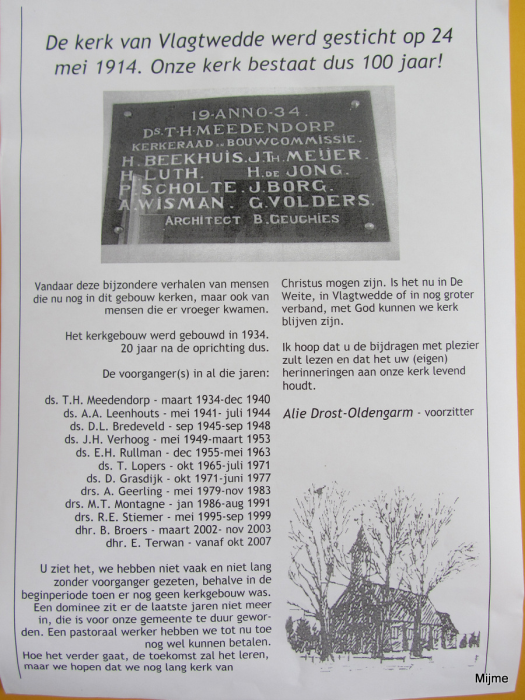 De kerk van Vlagtwedde werd gesticht op 24
mei 1914. Onze kerk bestaat dus 100 jaar!
19-ANNO-34.
Ds. T.H. MEEDENDORP.
KERKERAAD EN BOUWCOMMISSIE.
H. BEEKHUIS. J.TH. MEIJER.
H. LUTH. H. DE JONG.
P. SCHOLTE. J. BORG.
A. WISMAN. G. VOLDERS.
ARCHITECT B. GEUCHIES
Vandaar deze bijzondere verhalen van mensen
die nu nog in dit gebouw kerken, maar ook van
mensen die er vroeger kwamen.
Het kerkgebouw werd gebouwd in 1934.
20 jaar na de oprichting dus.
De voorganger(s) in al die jaren:
ds. T.H. Meedendorp - maart 1934-dec 1940
ds. A.A. Leenhouts - mei 1941- juli 1944
ds. D.L. Bredeveld - sep 1945-sep 1948
ds. J.H. Verhoog - mei 1949-maart 1953
ds. E.H. Rullman - dec 1955-mei 1963
ds. T. Lopers - okt 1965-juli 1971
ds. D. Grasdijk - okt 1971-juni 1977
drs. A. Geerling - mei 1979-nov 1983
drs. M.T. Montagne - jan 1986-aug 1991
drs. R.E. Stiemer - mei 1995-sep 1999
dhr. B. Broers - maart 2002- nov 2003
dhr. E. Terwan - vanaf okt 2007
U ziet het, we hebben niet vaak en niet lang
zonder voorganger gezeten, behalve in de
beginperiode toen er nog geen kerkgebouw was.
Een dominee zit er de laatste jaren niet meer
in, die is voor onze gemeente te duur gewor-
den. Een pastoraal werker hebben we tot nu toe
nog wel kunnen betalen.
Hoe het verder gaat, de toekomst zal het leren,
maar we hopen dat we nog lang kerk van
Christus mogen zijn. Is het nu in De
Weite, in Vlagtwedde of in nog groter
verband, met God kunnen we kerk
blijven zijn.
Ik hoop dat u de bijdragen met plezier
zult lezen en dat het uw (eigen)
herinneringen aan onze kerk levend
houdt.
Alie Drost-Oldengarm - voorzitter
Mijme